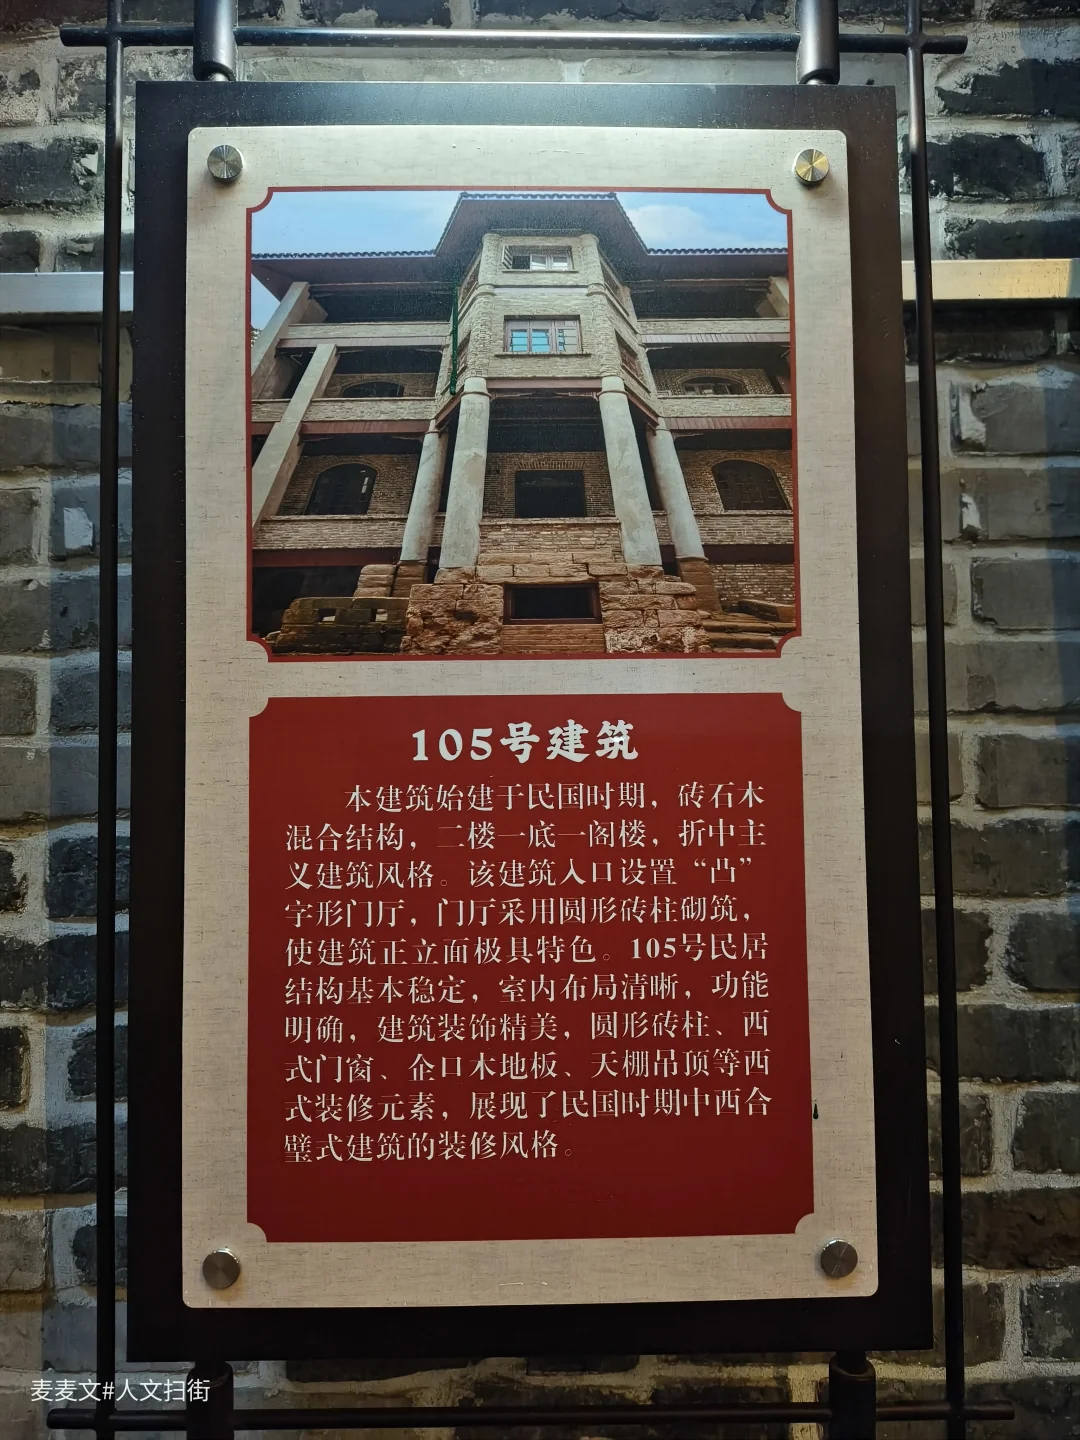 105号建筑
本建筑始建于民国时期，砖石木
混合结构，二楼一底一阁楼，折中主
义建筑风格。该建筑入口设置“凸”
字形门厅，门厅采用圆形砖柱砌筑，
使建筑正立面极具特色。105号民居
结构基本稳定，室内布局清晰，功能
明确，建筑装饰精美，圆形砖柱、西
式门窗、企口木地板、天棚吊顶等西
式装修元素，展现了民国时期中西合
璧式建筑的装修风格。
麦麦文#人文扫街